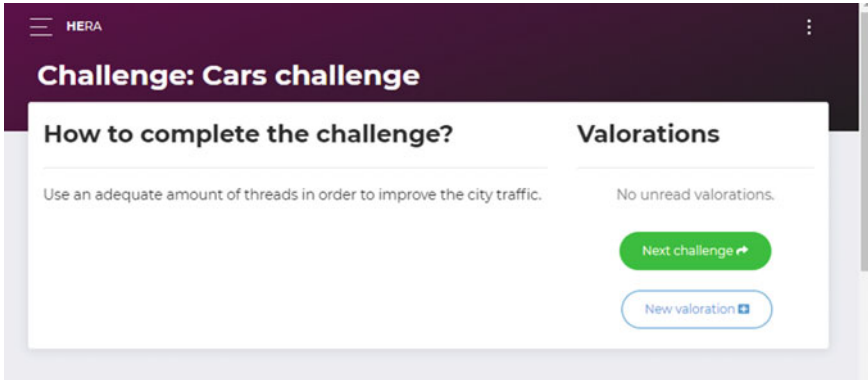 HERA
Challenge: Cars challenge
How to complete the challenge?
Valorations
Use an adequate amount of threads in order to improve the city traffic.
No unread valorations.
Next challenge
New valoration